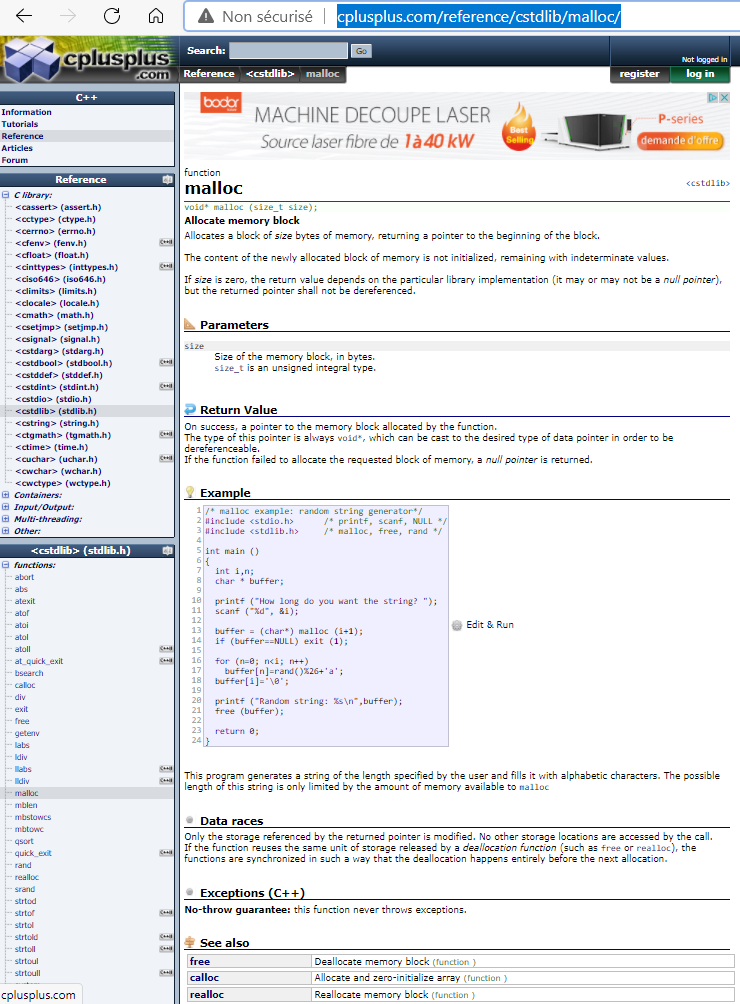 Non sécurisé | cplusplus.com/reference/cstdlib/malloc/
cplusplus
.com
Search: Go
Not logged in
Reference <cstdlib> malloc
register log in
C++
Information
Tutorials
Reference
Articles
Forum
Reference
C library:
<cassert> (assert.h)
<cctype> (ctype.h)
<cerrno> (errno.h)
<cfenv> (fenv.h)
<cfloat> (float.h)
<cinttypes> (inttypes.h)
<ciso646> (iso646.h)
<climits> (limits.h)
<clocale> (locale.h)
<cmath> (math.h)
<csetjmp> (setjmp.h)
<csignal> (signal.h)
<cstdarg> (stdarg.h)
<cstdbool> (stdbool.h)
<cstddef> (stddef.h)
<cstdint> (stdint.h)
<cstdio> (stdio.h)
<cstdlib> (stdlib.h)
<cstring> (string.h)
<ctgmath> (tgmath.h)
<ctime> (time.h)
<cuchar> (uchar.h)
<cwchar> (wchar.h)
<cwctype> (wctype.h)
Containers:
Input/Output:
Multi-threading:
Other:
<cstdlib> (stdlib.h)
functions:
abort
abs
atexit
atof
atoi
atol
atoll
at_quick_exit
bsearch
calloc
div
exit
free
getenv
labs
ldiv
llabs
lldiv
malloc
mblen
mbstowcs
mbtowc
qsort
quick_exit
rand
realloc
srand
strtod
strtof
strtol
strtold
strtoll
strtoul
strtoull
cplusplus.com
bodor
MACHINE DECOUPE LASER
Source laser fibre de 1à40 kW
Best
Selling
P-series
demande d'offre
function
malloc
<cstdlib>
void* malloc (size_t size);
Allocate memory block
Allocates a block of size bytes of memory, returning a pointer to the beginning of the block.
The content of the newly allocated block of memory is not initialized, remaining with indeterminate values.
If size is zero, the return value depends on the particular library implementation (it may or may not be a null pointer),
but the returned pointer shall not be dereferenced.
Parameters
size
Size of the memory block, in bytes.
size_t is an unsigned integral type.
Return Value
On success, a pointer to the memory block allocated by the function.
The type of this pointer is always void*, which can be cast to the desired type of data pointer in order to be
dereferenceable.
If the function failed to allocate the requested block of memory, a null pointer is returned.
Example
1 /* malloc example: random string generator*/
2 #include <stdio.h> /* printf, scanf, NULL */
3 #include <stdlib.h> /* malloc, free, rand */
4
5 int main ()
6 {
7 int i,n;
8 char * buffer;
9
10 printf ("How long do you want the string? ");
11 scanf ("%d", &i);
12
13 buffer = (char*) malloc (i+1);
14 if (buffer==NULL) exit (1);
15
16 for (n=0; n<i; n++)
17 buffer[n]=rand()%26+'a';
18 buffer[i]='\0';
19
20 printf ("Random string: %s\n",buffer);
21 free (buffer);
22
23 return 0;
24 }
Edit & Run
This program generates a string of the length specified by the user and fills it with alphabetic characters. The possible
length of this string is only limited by the amount of memory available to malloc
Data races
Only the storage referenced by the returned pointer is modified. No other storage locations are accessed by the call.
If the function reuses the same unit of storage released by a deallocation function (such as free or realloc), the
functions are synchronized in such a way that the deallocation happens entirely before the next allocation.
Exceptions (C++)
No-throw guarantee: this function never throws exceptions.
See also
free Deallocate memory block (function )
calloc Allocate and zero-initialize array (function )
realloc Reallocate memory block (function )